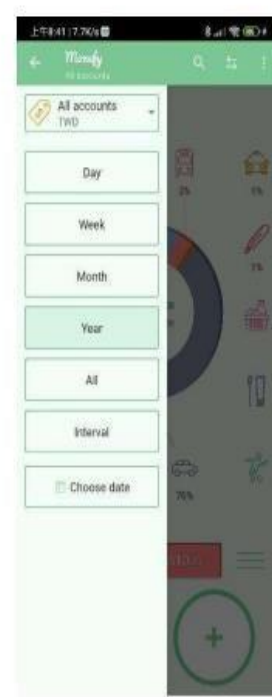 上午8:41 | 7.7K/s
Monefy
All accounts
All accounts
TWD
Day
Week
Month
Year
All
Interval
Choose date
2%
1%
76%